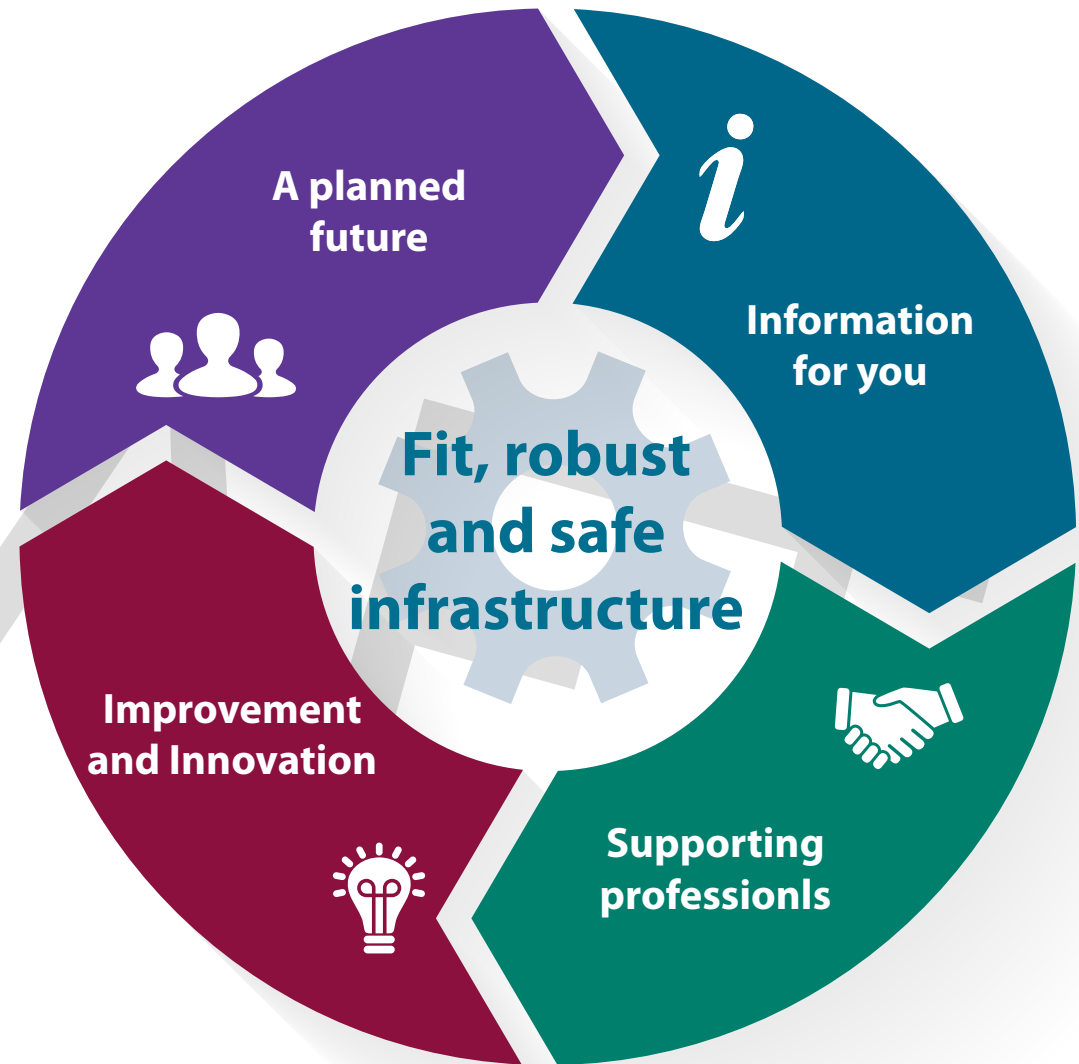 A planned
future
Information
for you
Fit, robust
and safe
infrastructure
Improvement
and Innovation
Supporting
professionls